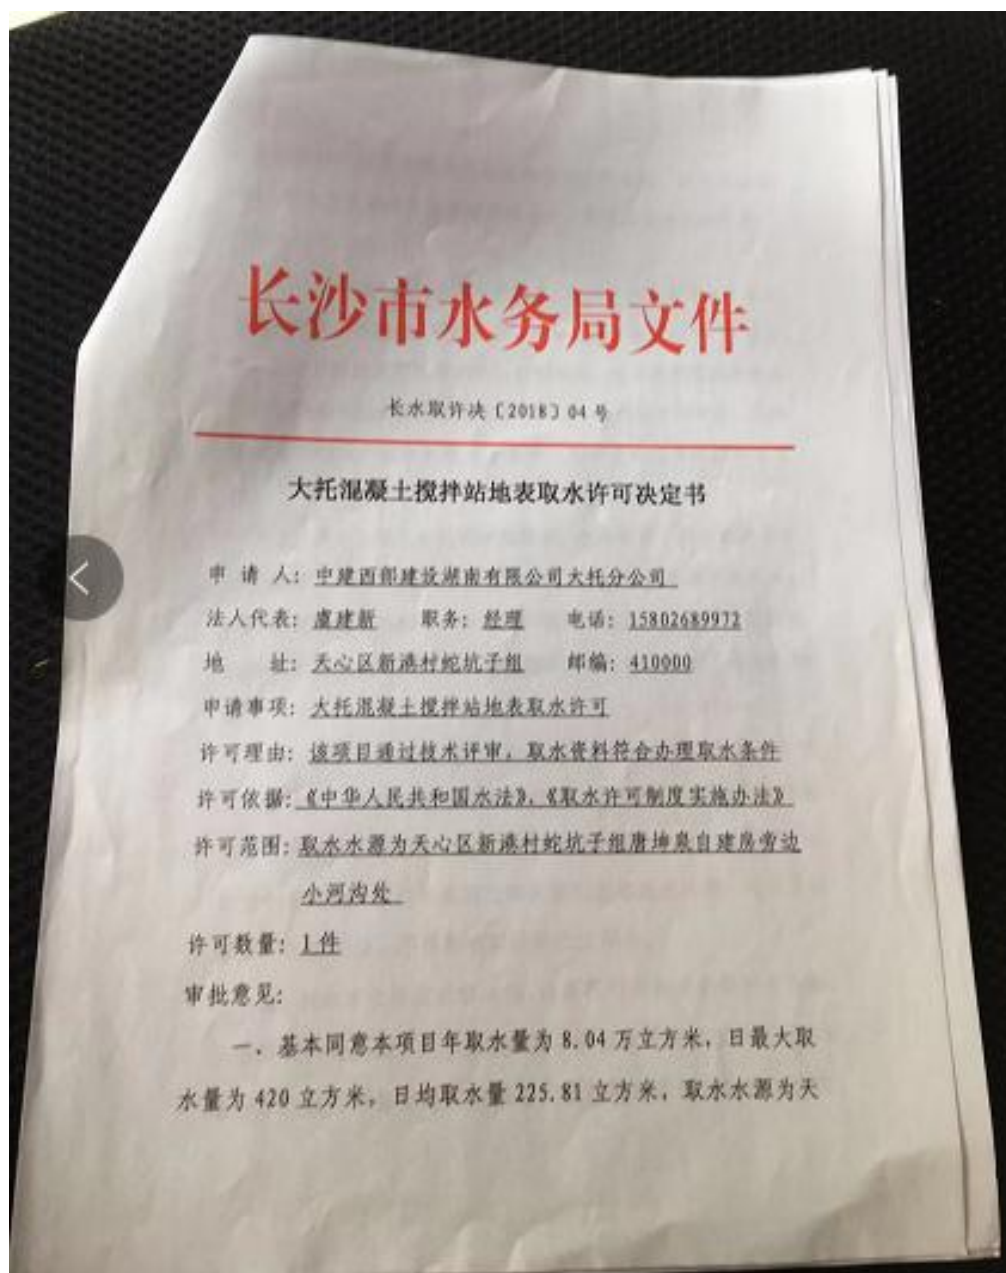 长沙市水务局文件
长水取许决〔2018〕04号
大托混凝土搅拌站地表取水许可决定书
申 请 人：中建西部建设湖南有限公司大托分公司
法人代表：虞建新 职务：经理 电话：15802689972
地 址：天心区新港村蛇坑子组 邮编：410000
申请事项：大托混凝土搅拌站地表取水许可
许可理由：该项目通过技术评审，取水资料符合办理取水条件
许可依据：《中华人民共和国水法》，《取水许可制度实施办法》
许可范围：取水水源为天心区新港村蛇坑子组唐坤泉自建房旁边
小河沟处
许可数量：1件
审批意见：
一、基本同意本项目年取水量为8.04万立方米，日最大取
水量为420立方米，日均取水量225.81立方米，取水水源为天